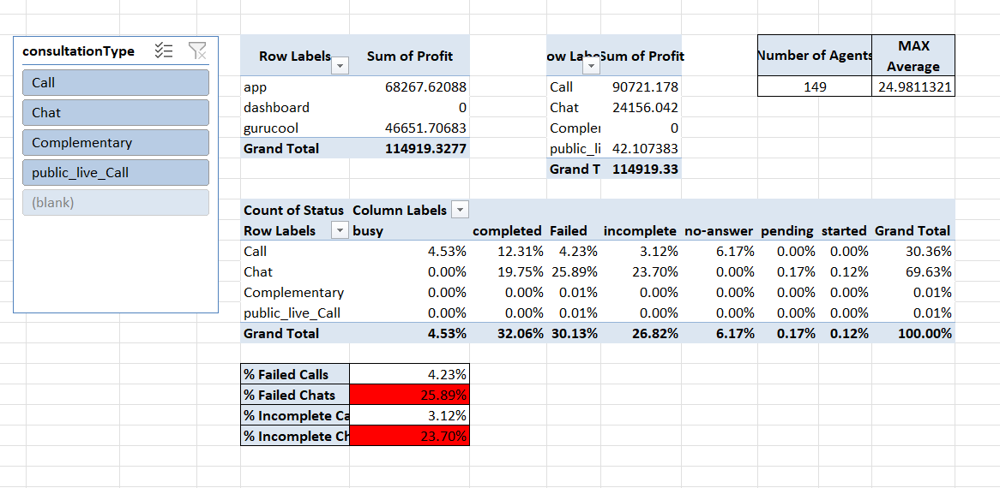 consultationType
Call
Chat
Complementary
public_live_Call
(blank)
Row Labels Sum of Profit
app 68267.62088
dashboard 0
gurucool 46651.70683
Grand Total 114919.3277
ow Labe Sum of Profit
Call 90721.178
Chat 24156.042
Compler 0
public_li 42.107383
Grand T 114919.33
Number of Agents MAX
Average
149 24.9811321
Count of Status Column Labels
Row Labels busy completed Failed incomplete no-answer pending started Grand Total
Call 4.53% 12.31% 4.23% 3.12% 6.17% 0.00% 0.00% 30.36%
Chat 0.00% 19.75% 25.89% 23.70% 0.00% 0.17% 0.12% 69.63%
Complementary 0.00% 0.00% 0.01% 0.00% 0.00% 0.00% 0.00% 0.01%
public_live_Call 0.00% 0.00% 0.01% 0.00% 0.00% 0.00% 0.00% 0.01%
Grand Total 4.53% 32.06% 30.13% 26.82% 6.17% 0.17% 0.12% 100.00%
% Failed Calls 4.23%
% Failed Chats 25.89%
% Incomplete Ca 3.12%
% Incomplete Ch 23.70%